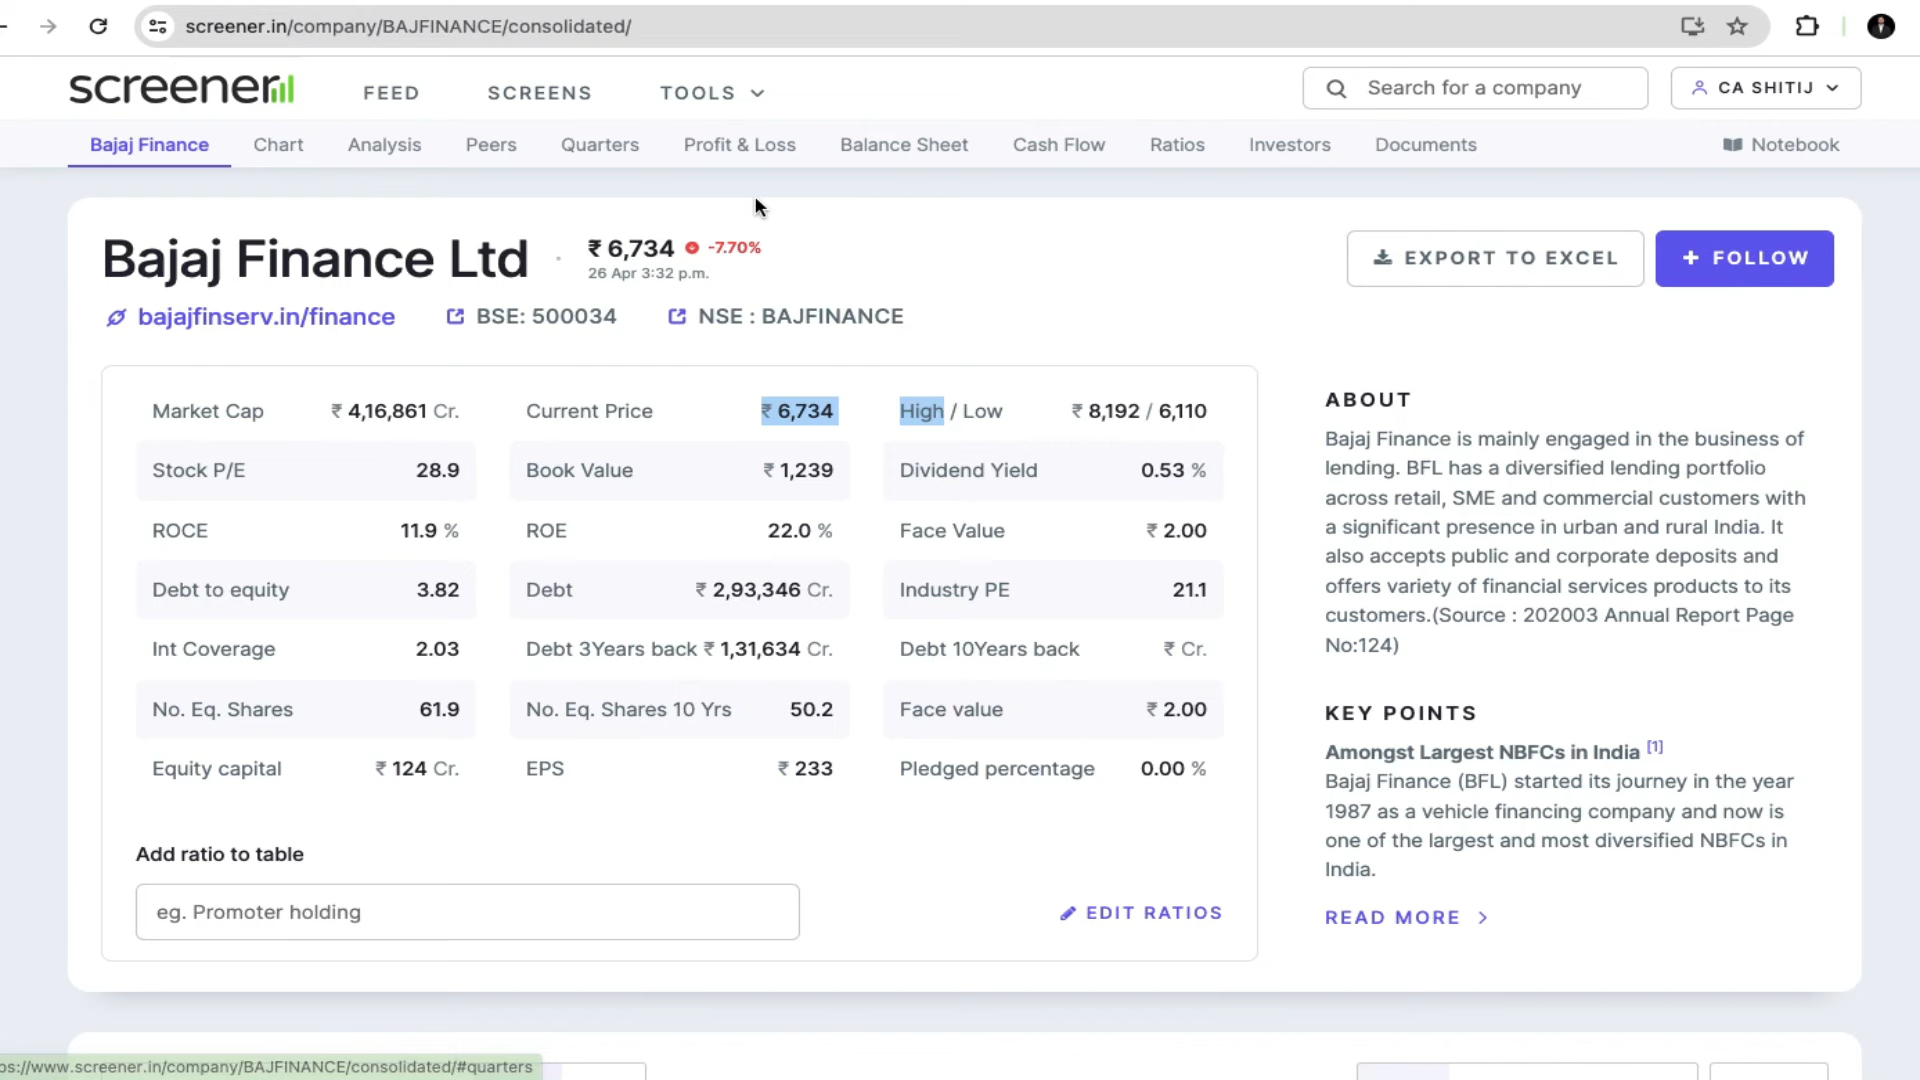 screener.in/company/BAJFINANCE/consolidated/
screener
FEED
SCREENS
TOOLS
Search for a company
CA SHITIJ
Bajaj Finance
Chart
Analysis
Peers
Quarters
Profit & Loss
Balance Sheet
Cash Flow
Ratios
Investors
Documents
Notebook
Bajaj Finance Ltd
₹ 6,734 -7.70%
26 Apr 3:32 p.m.
EXPORT TO EXCEL
+ FOLLOW
bajajfinserv.in/finance
BSE: 500034
NSE : BAJFINANCE
Market Cap ₹ 4,16,861 Cr.
Current Price ₹ 6,734
High / Low ₹ 8,192 / 6,110
Stock P/E 28.9
Book Value ₹ 1,239
Dividend Yield 0.53 %
ROCE 11.9 %
ROE 22.0 %
Face Value ₹ 2.00
Debt to equity 3.82
Debt ₹ 2,93,346 Cr.
Industry PE 21.1
Int Coverage 2.03
Debt 3Years back ₹ 1,31,634 Cr.
Debt 10Years back ₹ Cr.
No. Eq. Shares 61.9
No. Eq. Shares 10 Yrs 50.2
Face value ₹ 2.00
Equity capital ₹ 124 Cr.
EPS ₹ 233
Pledged percentage 0.00 %
Add ratio to table
eg. Promoter holding
EDIT RATIOS
ABOUT
Bajaj Finance is mainly engaged in the business of
lending. BFL has a diversified lending portfolio
across retail, SME and commercial customers with
a significant presence in urban and rural India. It
also accepts public and corporate deposits and
offers variety of financial services products to its
customers.(Source : 202003 Annual Report Page
No:124)
KEY POINTS
Amongst Largest NBFCs in India [1]
Bajaj Finance (BFL) started its journey in the year
1987 as a vehicle financing company and now is
one of the largest and most diversified NBFCs in
India.
READ MORE
ps://www.screener.in/company/BAJFINANCE/consolidated/#quarters